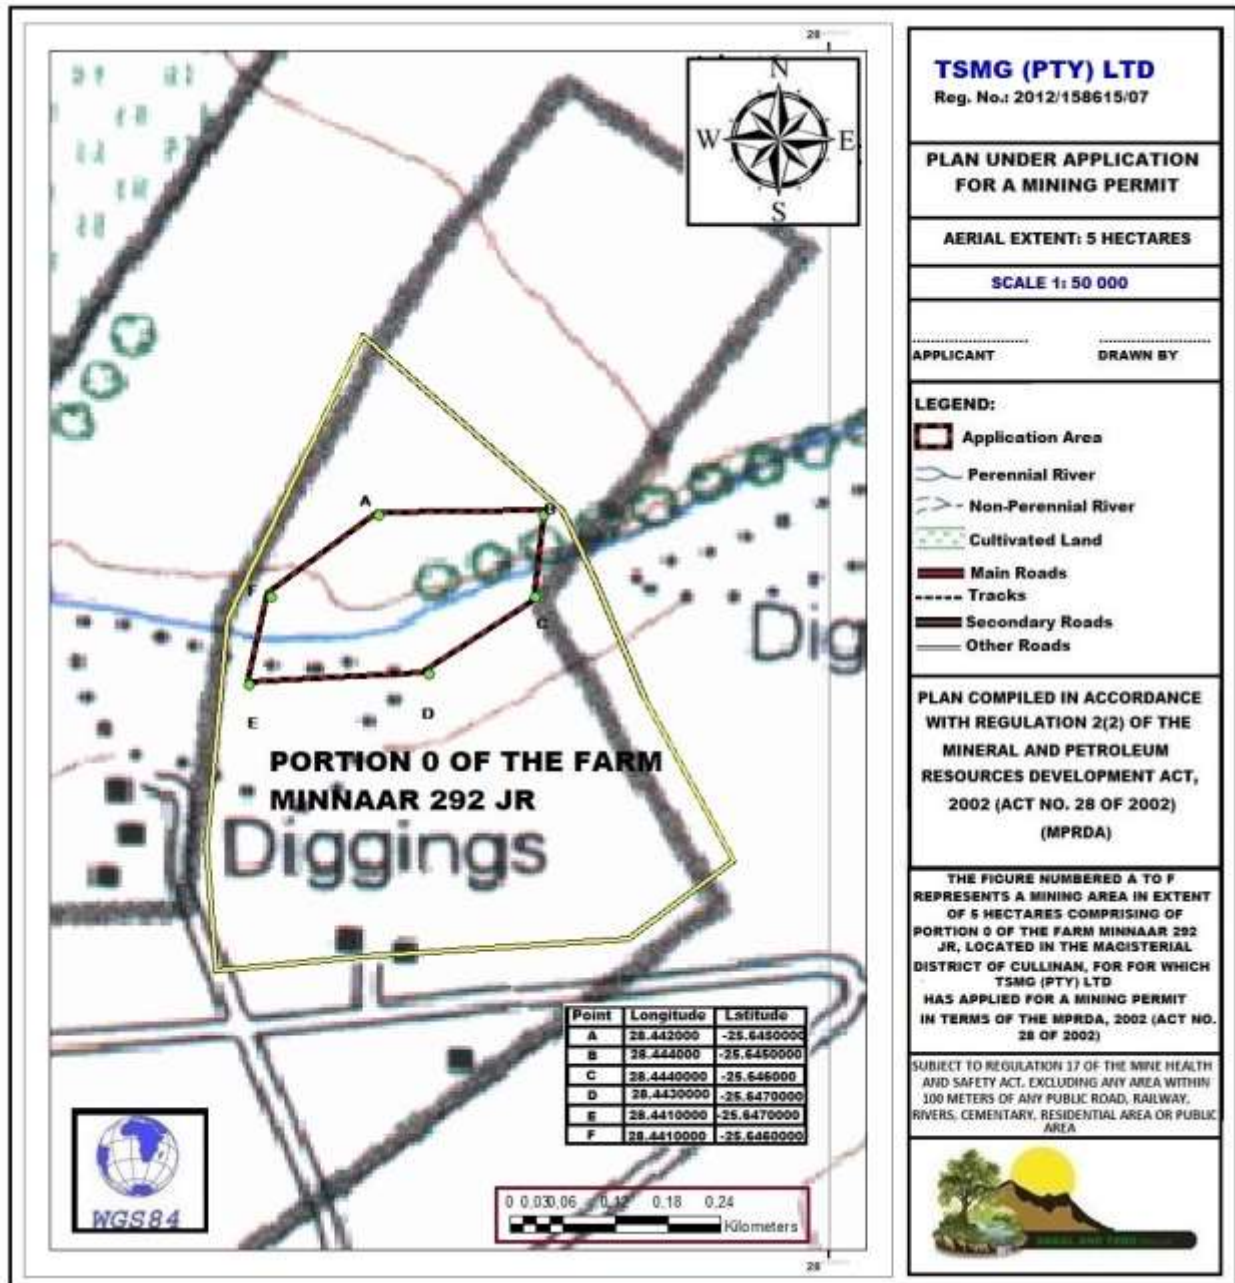 28
N
W E
S
A
B
F
C
E
D
Dig
PORTION 0 OF THE FARM
MINNAAR 292 JR
Diggings
Point Longitude Latitude
A 28.442000 -25.6450000
B 28.444000 -25.6450000
C 28.4440000 -25.646000
D 28.4430000 -25.6470000
E 28.4410000 -25.6470000
F 28.4410000 -25.6460000
WGS84
0 0,030,06 0,12 0,18 0,24
Kilometers
28
TSMG (PTY) LTD
Reg. No.: 2012/158615/07
PLAN UNDER APPLICATION
FOR A MINING PERMIT
AERIAL EXTENT: 5 HECTARES
SCALE 1: 50 000
APPLICANT DRAWN BY
LEGEND:
Application Area
Perennial River
Non-Perennial River
Cultivated Land
Main Roads
Tracks
Secondary Roads
Other Roads
PLAN COMPILED IN ACCORDANCE
WITH REGULATION 2(2) OF THE
MINERAL AND PETROLEUM
RESOURCES DEVELOPMENT ACT,
2002 (ACT NO. 28 OF 2002)
(MPRDA)
THE FIGURE NUMBERED A TO F
REPRESENTS A MINING AREA IN EXTENT
OF 5 HECTARES COMPRISING OF
PORTION 0 OF THE FARM MINNAAR 292
JR, LOCATED IN THE MAGISTERIAL
DISTRICT OF CULLINAN, FOR FOR WHICH
TSMG (PTY) LTD
HAS APPLIED FOR A MINING PERMIT
IN TERMS OF THE MPRDA, 2002 (ACT NO.
28 OF 2002)
SUBJECT TO REGULATION 17 OF THE MINE HEALTH
AND SAFETY ACT. EXCLUDING ANY AREA WITHIN
100 METERS OF ANY PUBLIC ROAD, RAILWAY.
RIVERS, CEMENTARY, RESIDENTIAL AREA OR PUBLIC
AREA